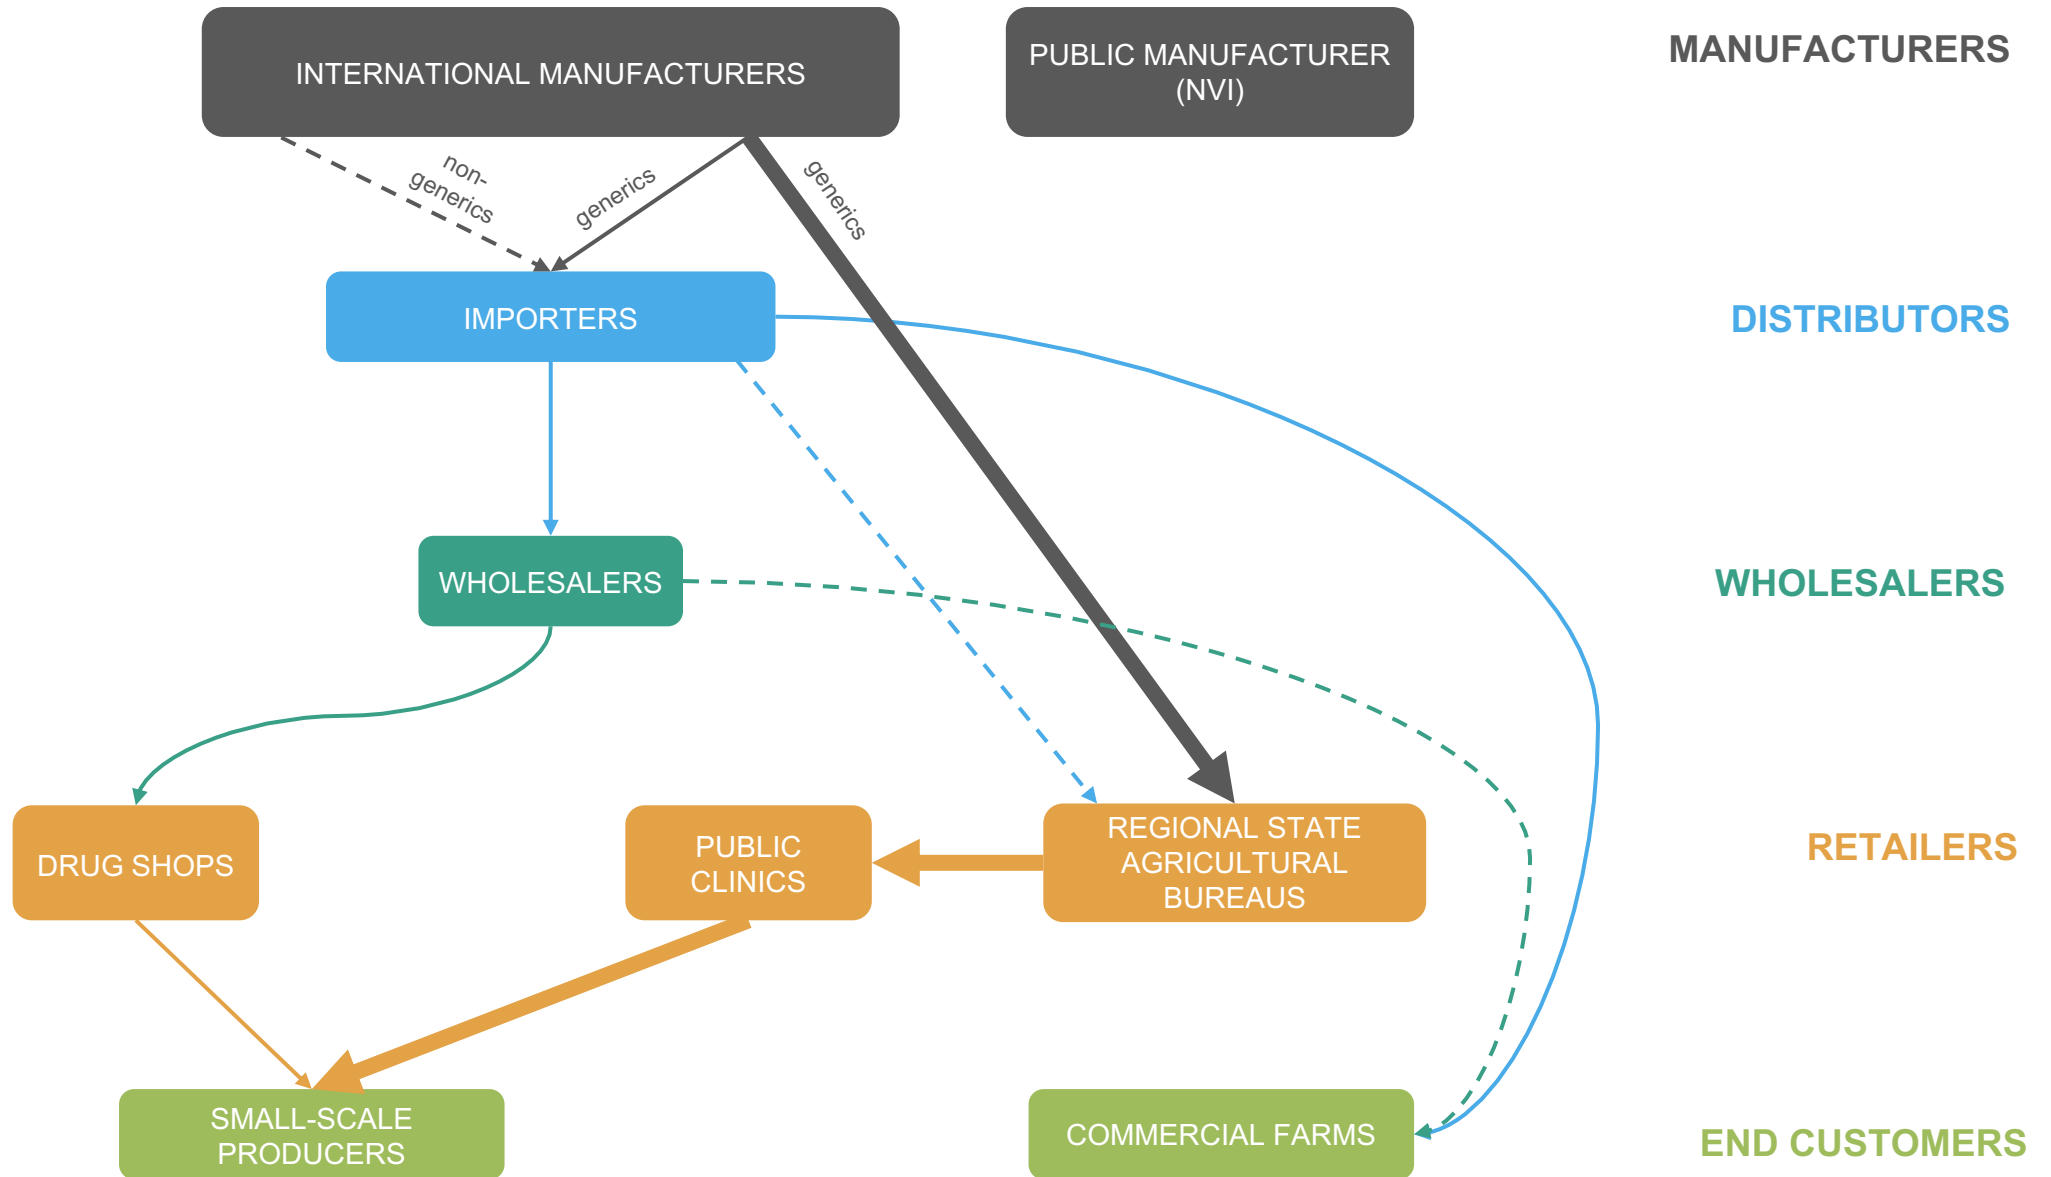 INTERNATIONAL MANUFACTURERS
PUBLIC MANUFACTURER
(NVI)
MANUFACTURERS
non-
generics
generics
generics
IMPORTERS
DISTRIBUTORS
WHOLESALERS
WHOLESALERS
DRUG SHOPS
PUBLIC
CLINICS
REGIONAL STATE
AGRICULTURAL
BUREAUS
RETAILERS
SMALL-SCALE
PRODUCERS
COMMERCIAL FARMS
END CUSTOMERS